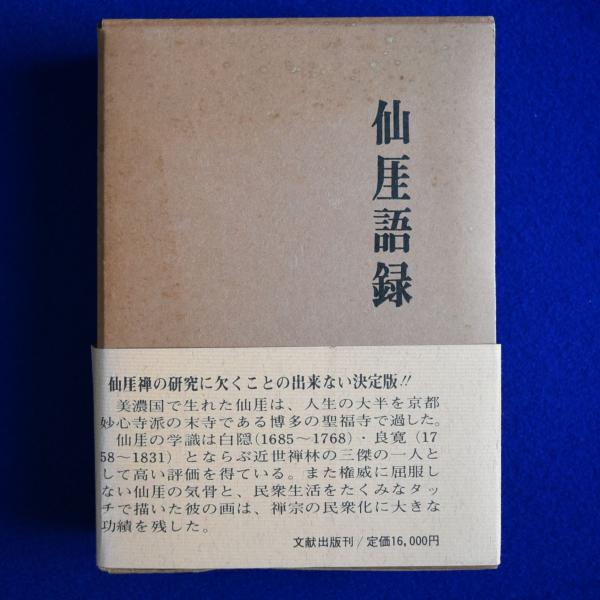 仙厓語録
仙厓禅の研究に欠くことの出来ない決定版!!
美濃国で生れた仙厓は、人生の大半を京都
妙心寺派の末寺である博多の聖福寺で過した。
仙厓の学識は白隠(1685〜1768)・良寛(17
58〜1831)とならぶ近世禅林の三傑の一人と
して高い評価を得ている。また権威に屈服し
ない仙厓の気骨と、民衆生活をたくみなタッ
チで描いた彼の画は、禅宗の民衆化に大きな
功績を残した。
文献出版刊/定価16,000円